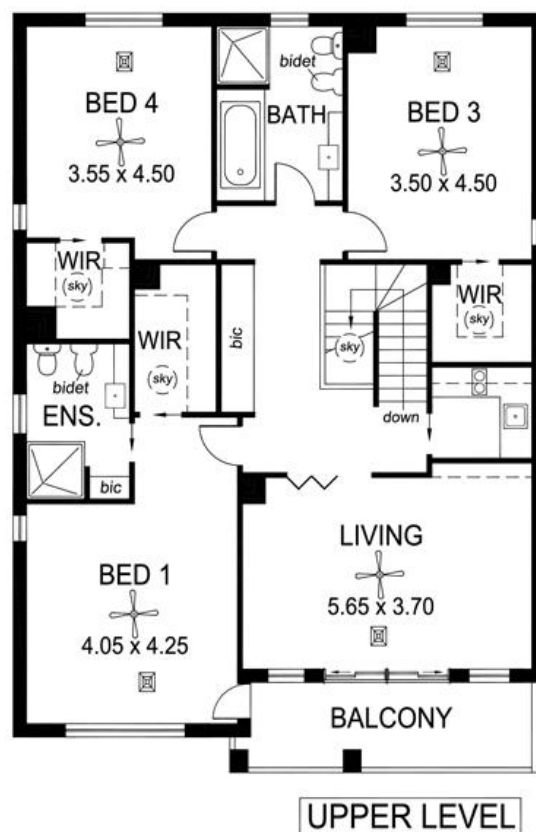 bidet
BED 4
3.55 x 4.50
BATH
BED 3
3.50 x 4.50
WIR
(sky)
WIR
(sky)
bic
(sky)
WIR
(sky)
bidet
ENS.
down
bic
LIVING
5.65 x 3.70
BED 1
4.05 x 4.25
BALCONY
UPPER LEVEL